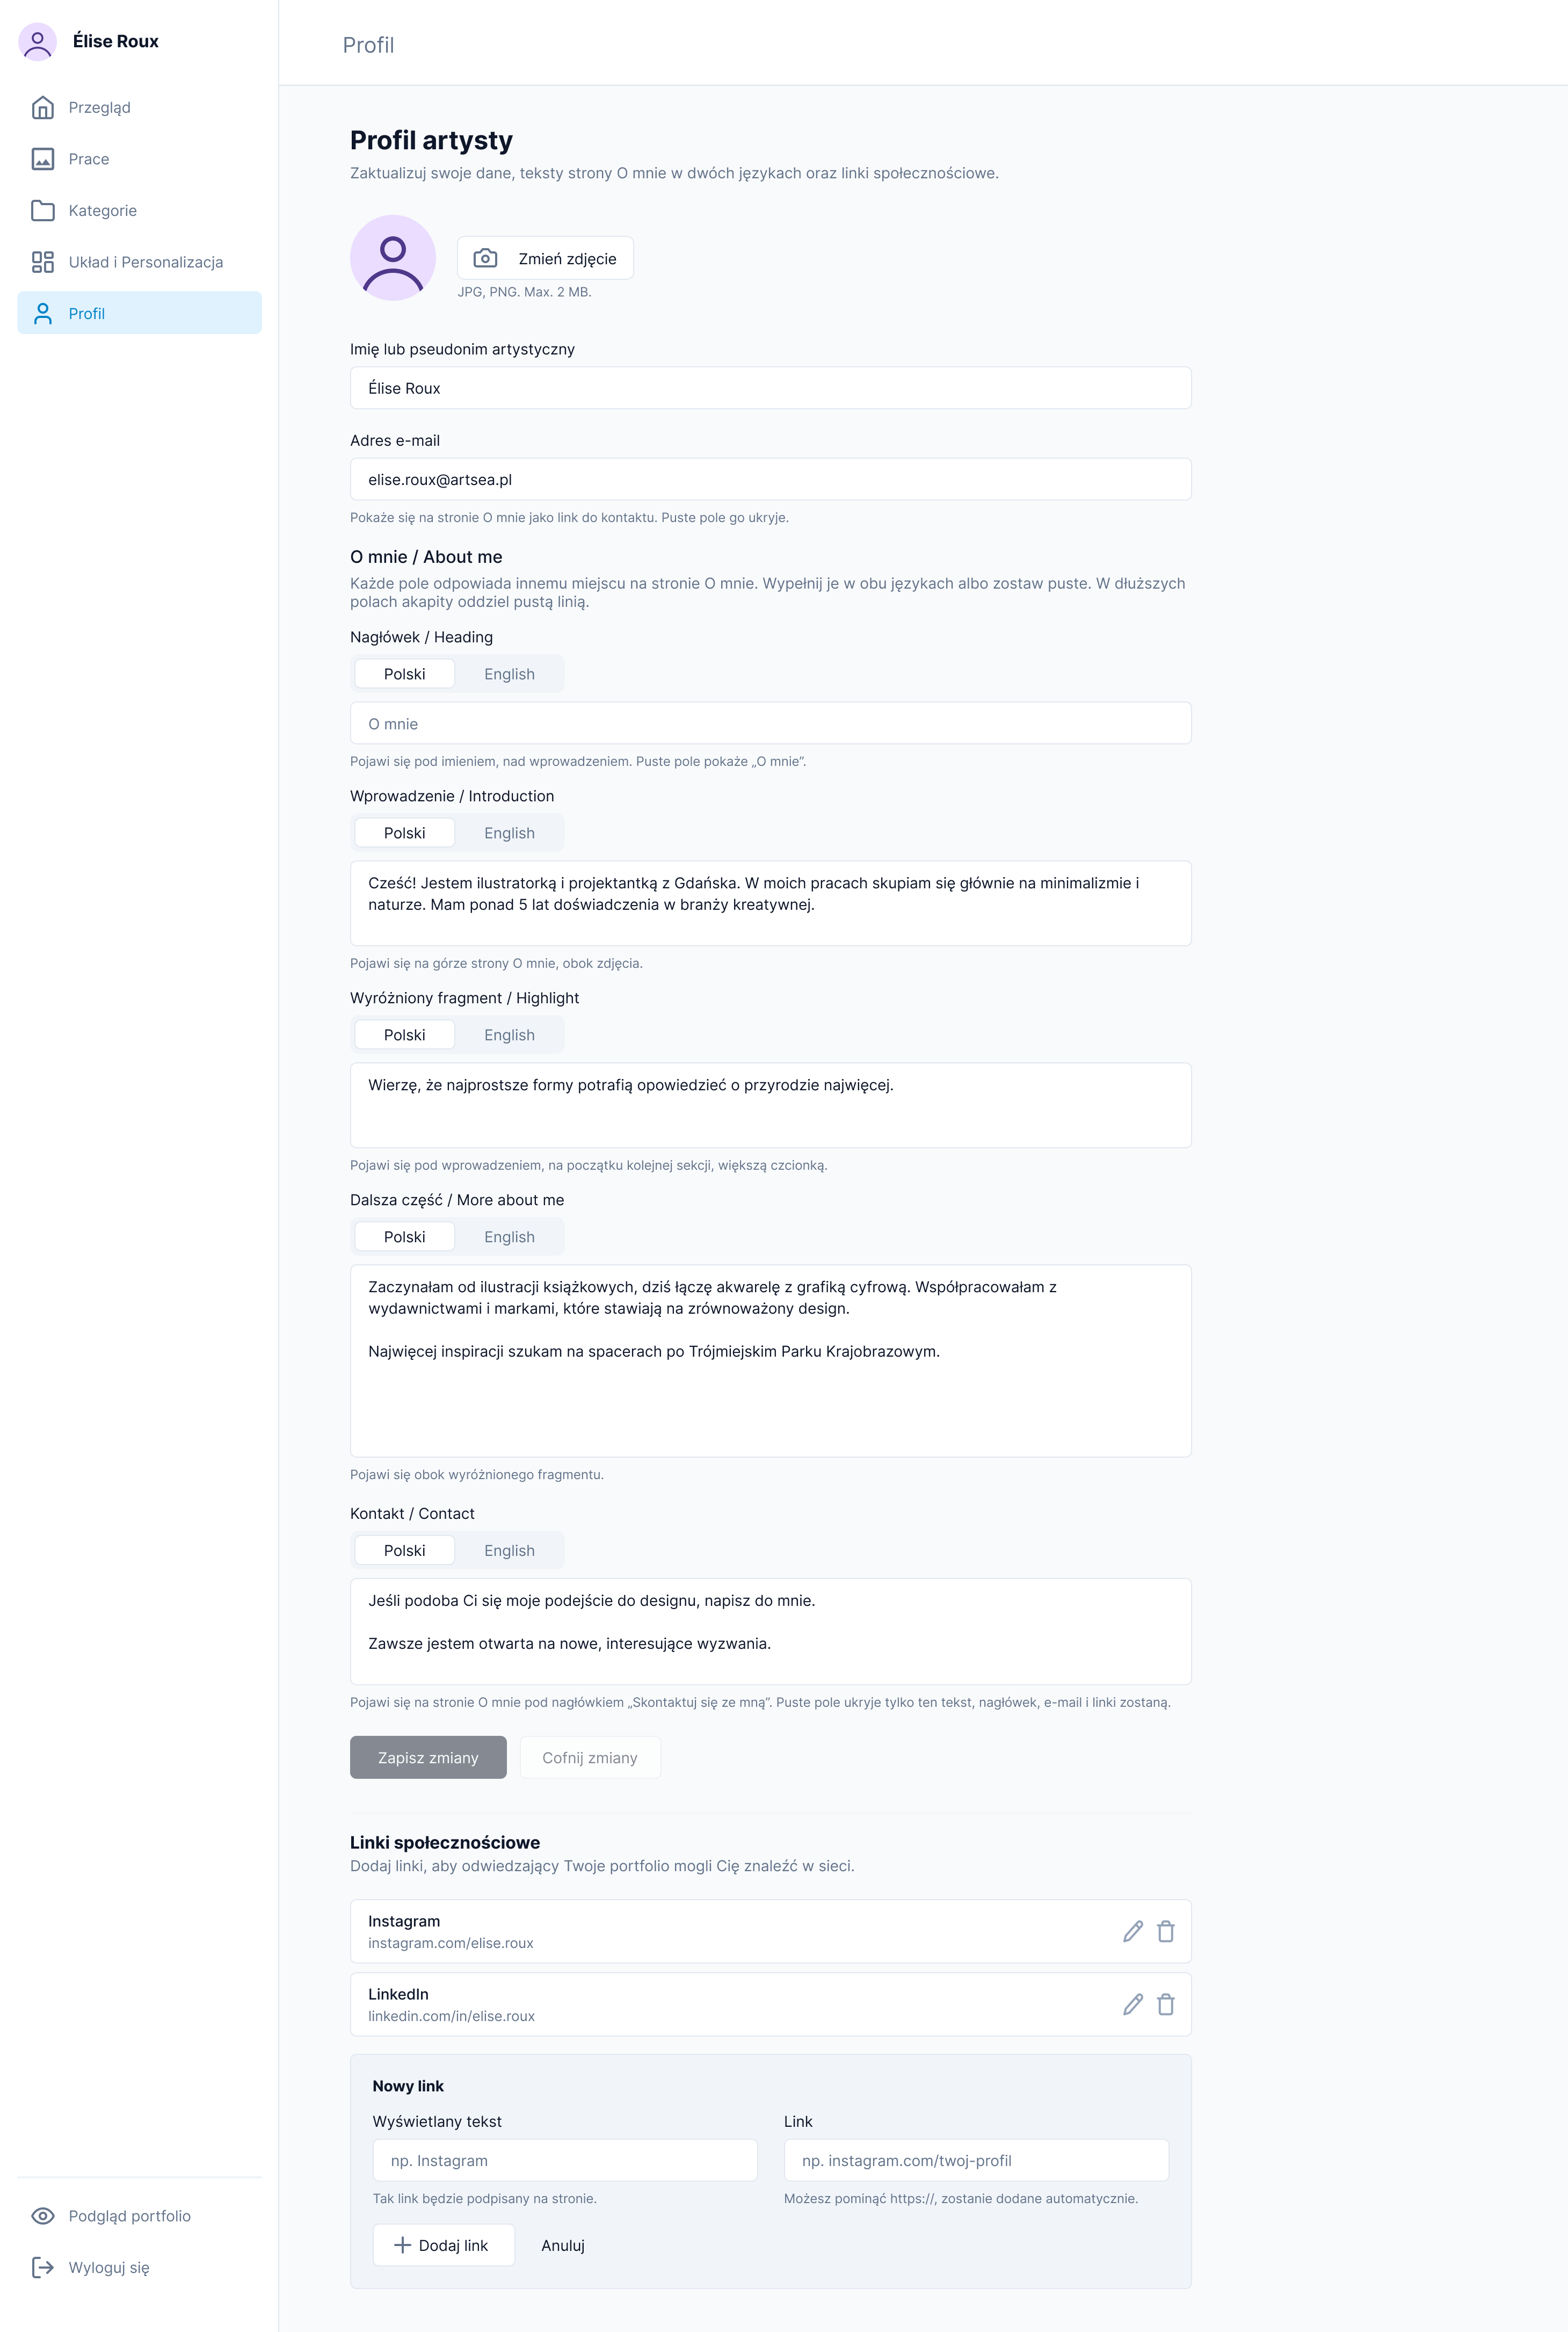 Élise Roux
Przegląd
Prace
Kategorie
Układ i Personalizacja
Profil
Podgląd portfolio
Wyloguj się
Profil
Profil artysty
Zaktualizuj swoje dane, teksty strony O mnie w dwóch językach oraz linki społecznościowe.
Zmień zdjęcie
JPG, PNG. Max. 2 MB.
Imię lub pseudonim artystyczny
Élise Roux
Adres e-mail
elise.roux@artsea.pl
Pokaże się na stronie O mnie jako link do kontaktu. Puste pole go ukryje.
O mnie / About me
Każde pole odpowiada innemu miejscu na stronie O mnie. Wypełnij je w obu językach albo zostaw puste. W dłuższych
polach akapity oddziel pustą linią.
Nagłówek / Heading
Polski English
O mnie
Pojawi się pod imieniem, nad wprowadzeniem. Puste pole pokaże „O mnie”.
Wprowadzenie / Introduction
Polski English
Cześć! Jestem ilustratorką i projektantką z Gdańska. W moich pracach skupiam się głównie na minimalizmie i
naturze. Mam ponad 5 lat doświadczenia w branży kreatywnej.
Pojawi się na górze strony O mnie, obok zdjęcia.
Wyróżniony fragment / Highlight
Polski English
Wierzę, że najprostsze formy potrafią opowiedzieć o przyrodzie najwięcej.
Pojawi się pod wprowadzeniem, na początku kolejnej sekcji, większą czcionką.
Dalsza część / More about me
Polski English
Zaczynałam od ilustracji książkowych, dziś łączę akwarelę z grafiką cyfrową. Współpracowałam z
wydawnictwami i markami, które stawiają na zrównoważony design.
Najwięcej inspiracji szukam na spacerach po Trójmiejskim Parku Krajobrazowym.
Pojawi się obok wyróżnionego fragmentu.
Kontakt / Contact
Polski English
Jeśli podoba Ci się moje podejście do designu, napisz do mnie.
Zawsze jestem otwarta na nowe, interesujące wyzwania.
Pojawi się na stronie O mnie pod nagłówkiem „Skontaktuj się ze mną”. Puste pole ukryje tylko ten tekst, nagłówek, e-mail i linki zostaną.
Zapisz zmiany Cofnij zmiany
Linki społecznościowe
Dodaj linki, aby odwiedzający Twoje portfolio mogli Cię znaleźć w sieci.
Instagram
instagram.com/elise.roux
LinkedIn
linkedin.com/in/elise.roux
Nowy link
Wyświetlany tekst Link
np. Instagram np. instagram.com/twoj-profil
Tak link będzie podpisany na stronie. Możesz pominąć https://, zostanie dodane automatycznie.
Dodaj link Anuluj